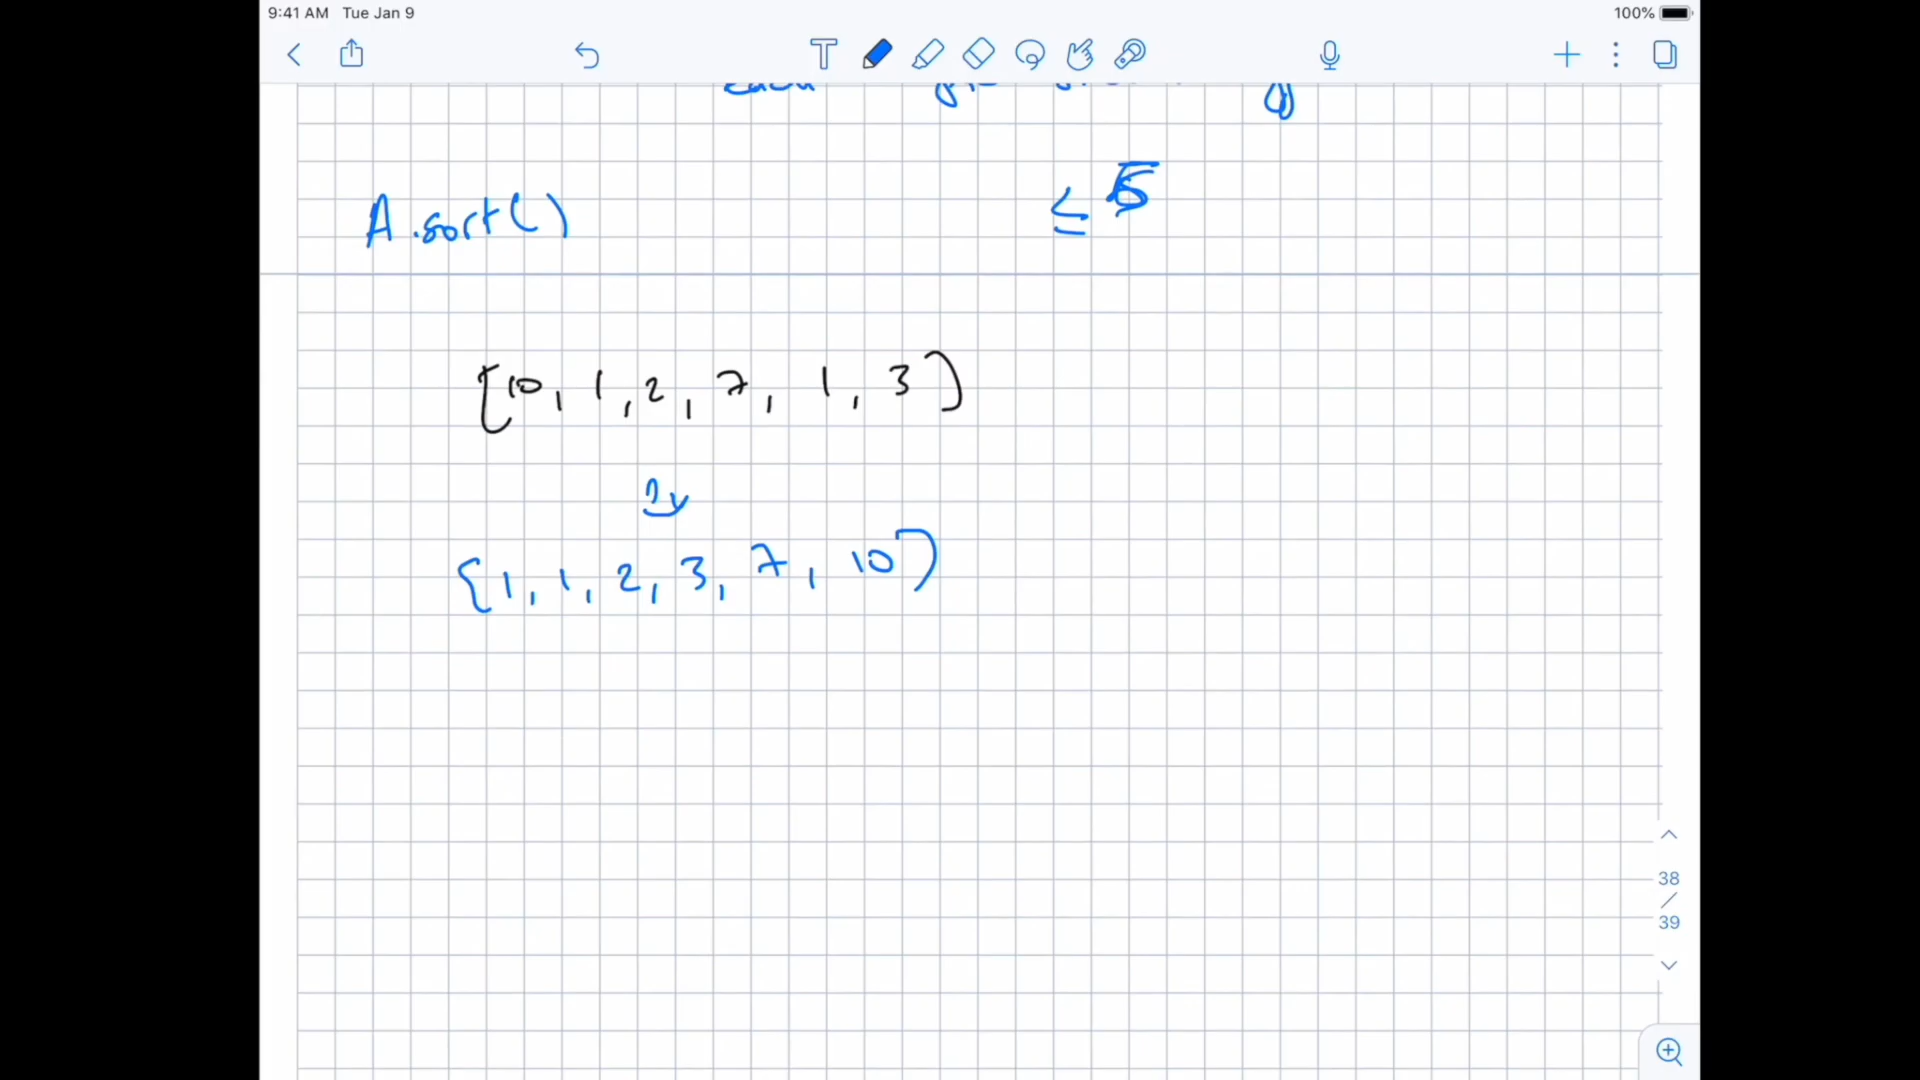 9:41 AM Tue Jan 9 100%
A.sort() ≤ 5
[10, 1, 2, 7, 1, 3]
[1, 1, 2, 3, 7, 10]
38
/
39